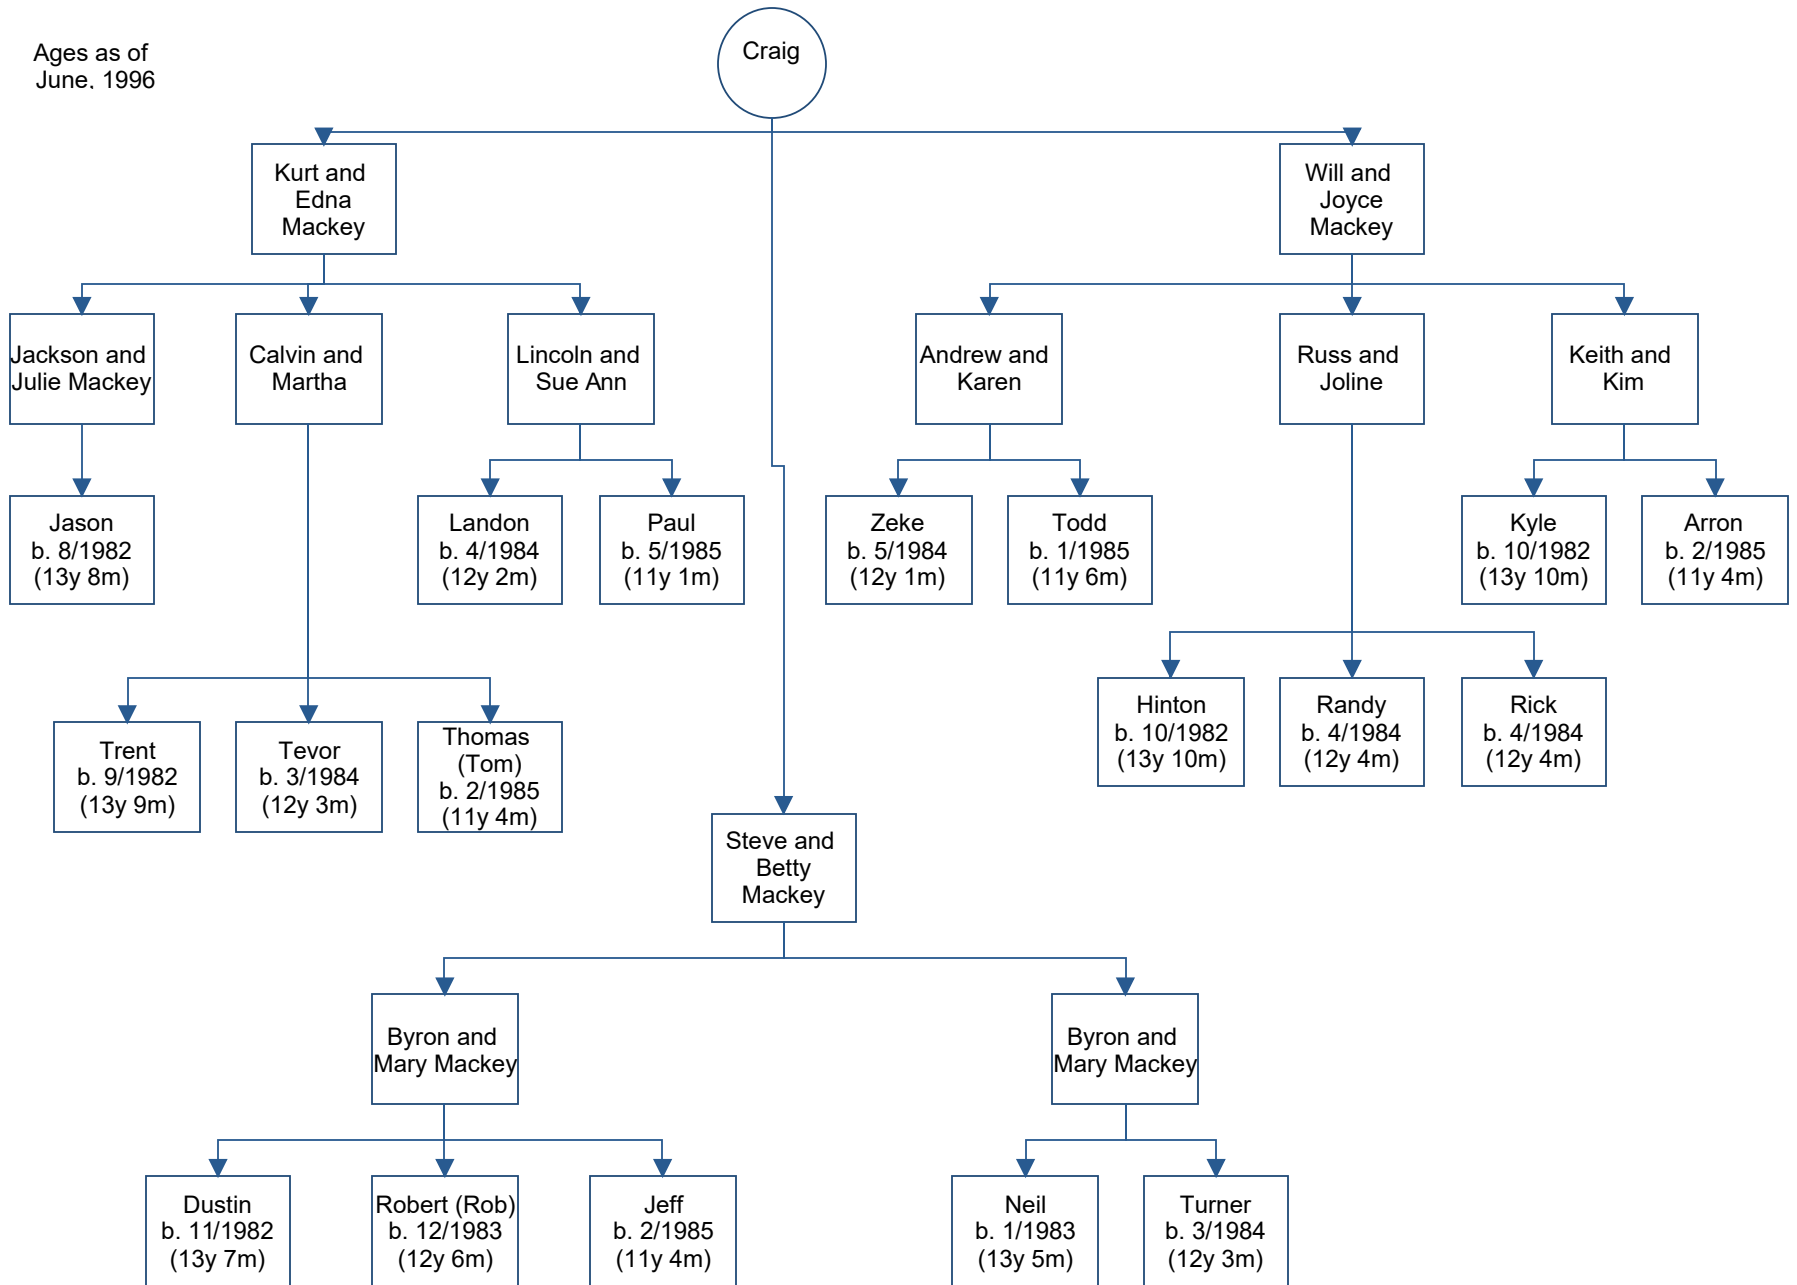 Ages as of
June, 1996
Craig
Kurt and
Edna
Mackey
Will and
Joyce
Mackey
Jackson and
Julie Mackey
Calvin and
Martha
Lincoln and
Sue Ann
Andrew and
Karen
Russ and
Joline
Keith and
Kim
Jason
b. 8/1982
(13y 8m)
Landon
b. 4/1984
(12y 2m)
Paul
b. 5/1985
(11y 1m)
Zeke
b. 5/1984
(12y 1m)
Todd
b. 1/1985
(11y 6m)
Kyle
b. 10/1982
(13y 10m)
Arron
b. 2/1985
(11y 4m)
Trent
b. 9/1982
(13y 9m)
Tevor
b. 3/1984
(12y 3m)
Thomas
(Tom)
b. 2/1985
(11y 4m)
Hinton
b. 10/1982
(13y 10m)
Randy
b. 4/1984
(12y 4m)
Rick
b. 4/1984
(12y 4m)
Steve and
Betty
Mackey
Byron and
Mary Mackey
Byron and
Mary Mackey
Dustin
b. 11/1982
(13y 7m)
Robert (Rob)
b. 12/1983
(12y 6m)
Jeff
b. 2/1985
(11y 4m)
Neil
b. 1/1983
(13y 5m)
Turner
b. 3/1984
(12y 3m)